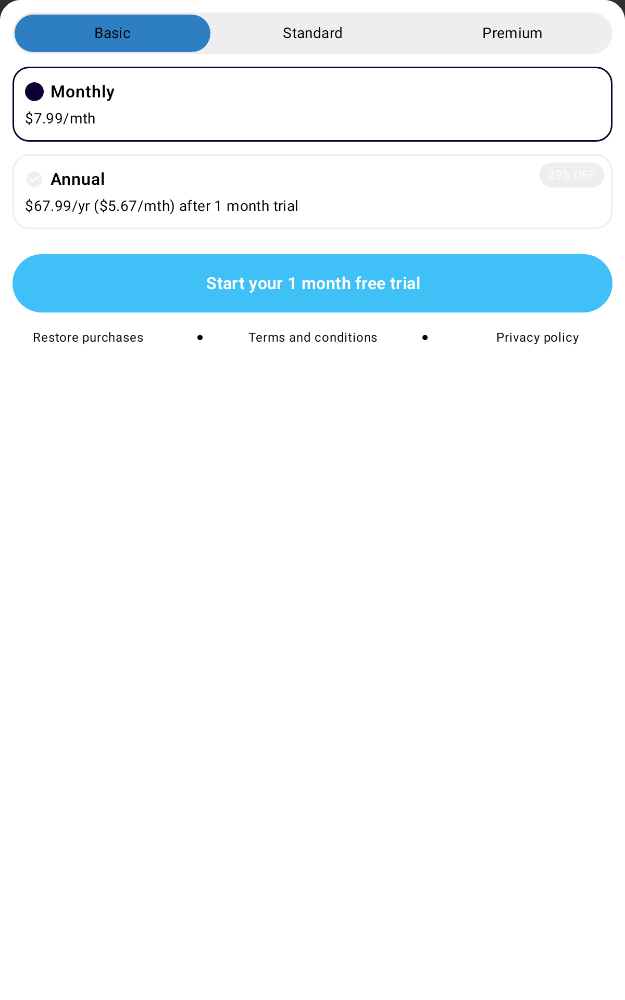 Basic
Standard
Premium
Monthly
$7.99/mth
Annual
29% OFF
$67.99/yr ($5.67/mth) after 1 month trial
Start your 1 month free trial
Restore purchases
Terms and conditions
Privacy policy